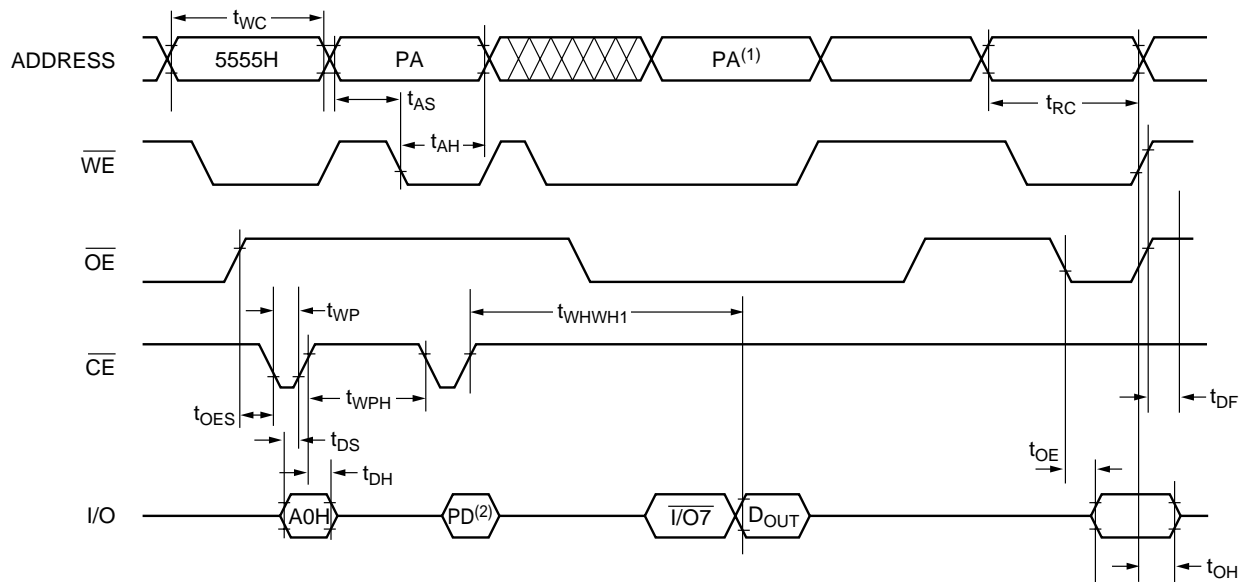 tWC
ADDRESS 5555H PA PA(1)
tAS tRC
tAH
WE
OE
tWP tWHWH1
CE
tWPH
tOES tDF
tDS
tOE
tDH
I/O A0H PD(2) I/O7 DOUT
tOH